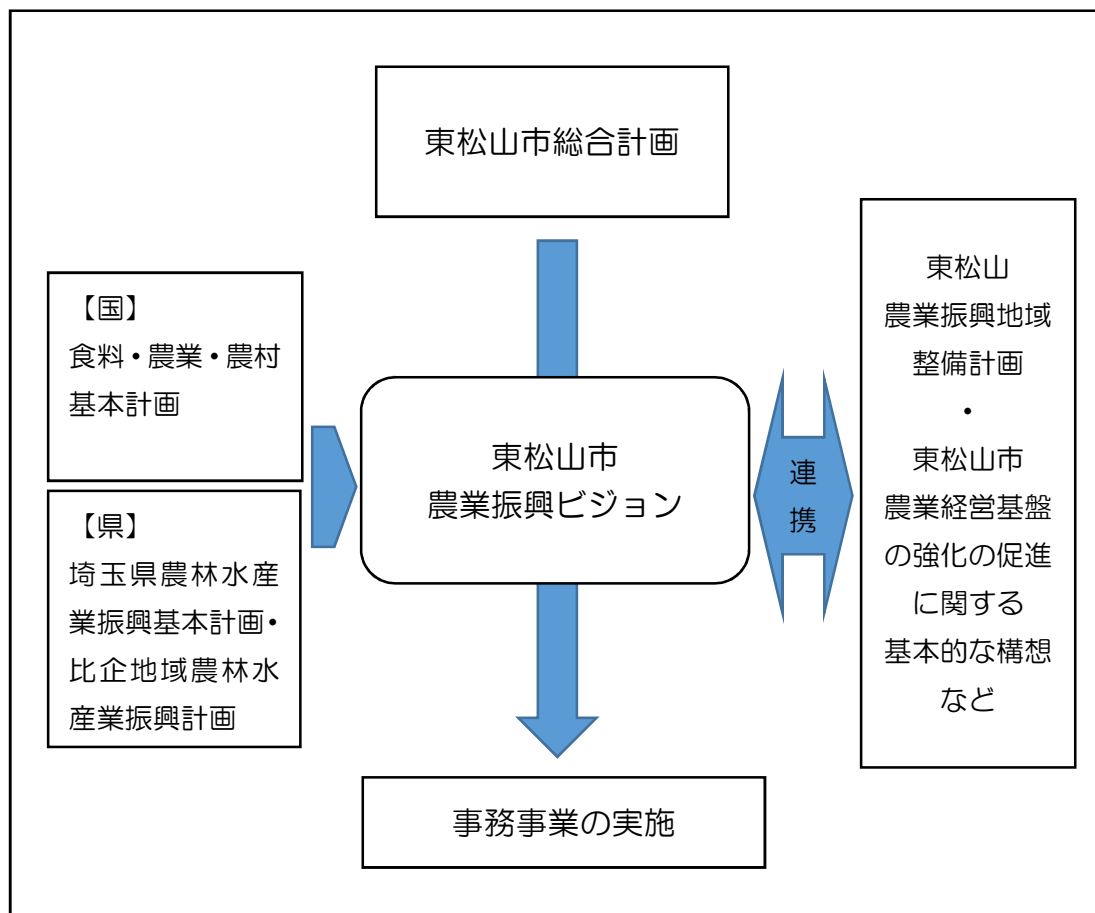 東松山市総合計画
【国】
食料・農業・農村
基本計画
【県】
埼玉県農林水産
業振興基本計画・
比企地域農林水
産業振興計画
東松山市
農業振興ビジョン
連
携
東松山
農業振興地域
整備計画
・
東松山市
農業経営基盤
の強化の促進
に関する
基本的な構想
など
事務事業の実施